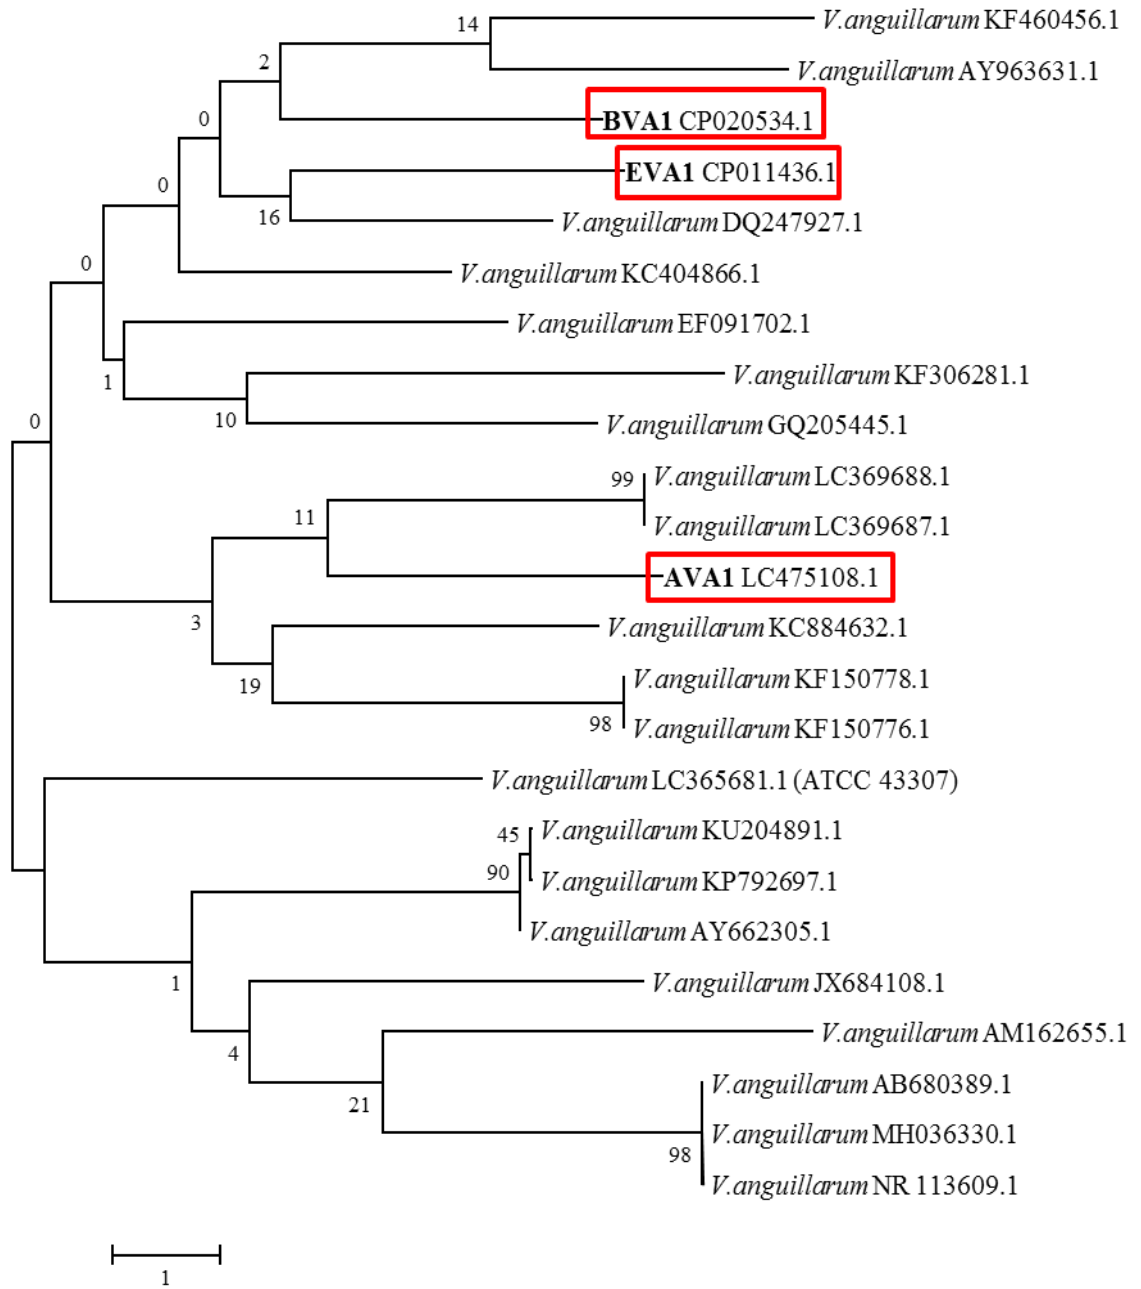 14
V.anguillarum KF460456.1
2
V.anguillarum AY963631.1
0
BVA1 CP020534.1
0
EVA1 CP011436.1
16
V.anguillarum DQ247927.1
0
V.anguillarum KC404866.1
V.anguillarum EF091702.1
1
V.anguillarum KF306281.1
0
10
V.anguillarum GQ205445.1
99
V.anguillarum LC369688.1
11
V.anguillarum LC369687.1
AVA1 LC475108.1
3
V.anguillarum KC884632.1
19
V.anguillarum KF150778.1
98
V.anguillarum KF150776.1
V.anguillarum LC365681.1 (ATCC 43307)
45
V.anguillarum KU204891.1
90
V.anguillarum KP792697.1
V.anguillarum AY662305.1
1
V.anguillarum JX684108.1
4
V.anguillarum AM162655.1
21
V.anguillarum AB680389.1
V.anguillarum MH036330.1
98
V.anguillarum NR 113609.1
1